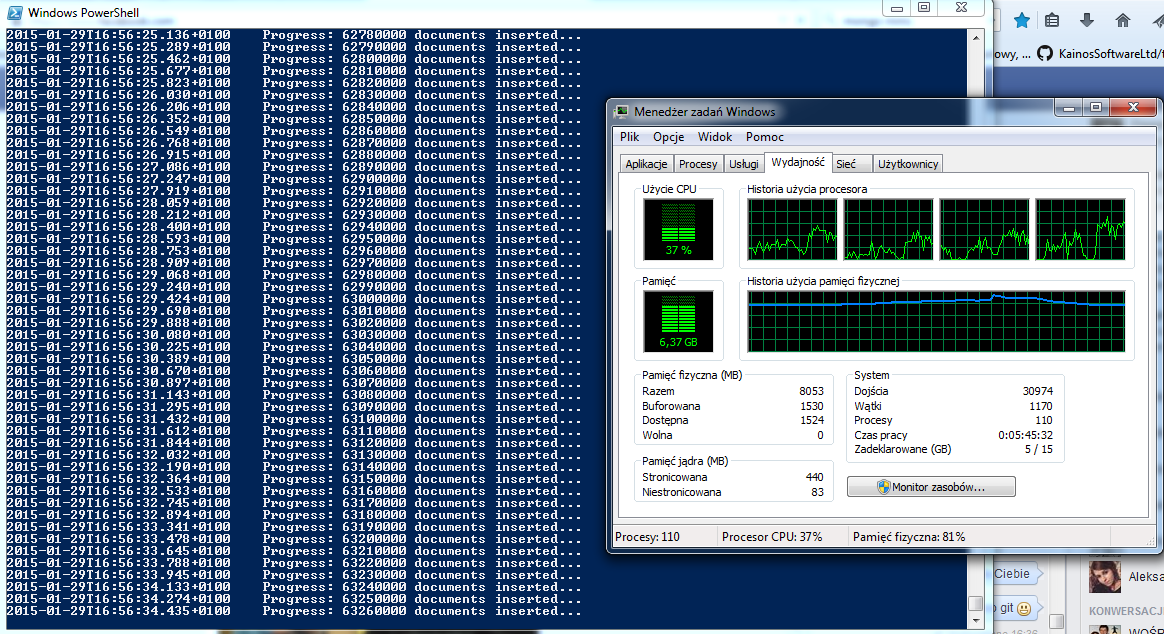 Windows PowerShell
2015-01-29T16:56:25.136+0100 Progress: 62780000 documents inserted...
2015-01-29T16:56:25.289+0100 Progress: 62790000 documents inserted...
2015-01-29T16:56:25.462+0100 Progress: 62800000 documents inserted...
2015-01-29T16:56:25.677+0100 Progress: 62810000 documents inserted...
2015-01-29T16:56:25.823+0100 Progress: 62820000 documents inserted...
2015-01-29T16:56:26.030+0100 Progress: 62830000 documents inserted...
2015-01-29T16:56:26.206+0100 Progress: 62840000 documents inserted...
2015-01-29T16:56:26.352+0100 Progress: 62850000 documents inserted...
2015-01-29T16:56:26.549+0100 Progress: 62860000 documents inserted...
2015-01-29T16:56:26.768+0100 Progress: 62870000 documents inserted...
2015-01-29T16:56:26.915+0100 Progress: 62880000 documents inserted...
2015-01-29T16:56:27.086+0100 Progress: 62890000 documents inserted...
2015-01-29T16:56:27.247+0100 Progress: 62900000 documents inserted...
2015-01-29T16:56:27.919+0100 Progress: 62910000 documents inserted...
2015-01-29T16:56:28.059+0100 Progress: 62920000 documents inserted...
2015-01-29T16:56:28.212+0100 Progress: 62930000 documents inserted...
2015-01-29T16:56:28.400+0100 Progress: 62940000 documents inserted...
2015-01-29T16:56:28.593+0100 Progress: 62950000 documents inserted...
2015-01-29T16:56:28.753+0100 Progress: 62960000 documents inserted...
2015-01-29T16:56:28.909+0100 Progress: 62970000 documents inserted...
2015-01-29T16:56:29.068+0100 Progress: 62980000 documents inserted...
2015-01-29T16:56:29.240+0100 Progress: 62990000 documents inserted...
2015-01-29T16:56:29.424+0100 Progress: 63000000 documents inserted...
2015-01-29T16:56:29.690+0100 Progress: 63010000 documents inserted...
2015-01-29T16:56:29.888+0100 Progress: 63020000 documents inserted...
2015-01-29T16:56:30.080+0100 Progress: 63030000 documents inserted...
2015-01-29T16:56:30.225+0100 Progress: 63040000 documents inserted...
2015-01-29T16:56:30.389+0100 Progress: 63050000 documents inserted...
2015-01-29T16:56:30.670+0100 Progress: 63060000 documents inserted...
2015-01-29T16:56:30.897+0100 Progress: 63070000 documents inserted...
2015-01-29T16:56:31.143+0100 Progress: 63080000 documents inserted...
2015-01-29T16:56:31.295+0100 Progress: 63090000 documents inserted...
2015-01-29T16:56:31.432+0100 Progress: 63100000 documents inserted...
2015-01-29T16:56:31.612+0100 Progress: 63110000 documents inserted...
2015-01-29T16:56:31.844+0100 Progress: 63120000 documents inserted...
2015-01-29T16:56:32.032+0100 Progress: 63130000 documents inserted...
2015-01-29T16:56:32.190+0100 Progress: 63140000 documents inserted...
2015-01-29T16:56:32.364+0100 Progress: 63150000 documents inserted...
2015-01-29T16:56:32.533+0100 Progress: 63160000 documents inserted...
2015-01-29T16:56:32.745+0100 Progress: 63170000 documents inserted...
2015-01-29T16:56:32.894+0100 Progress: 63180000 documents inserted...
2015-01-29T16:56:33.341+0100 Progress: 63190000 documents inserted...
2015-01-29T16:56:33.478+0100 Progress: 63200000 documents inserted...
2015-01-29T16:56:33.645+0100 Progress: 63210000 documents inserted...
2015-01-29T16:56:33.788+0100 Progress: 63220000 documents inserted...
2015-01-29T16:56:33.945+0100 Progress: 63230000 documents inserted...
2015-01-29T16:56:34.133+0100 Progress: 63240000 documents inserted...
2015-01-29T16:56:34.274+0100 Progress: 63250000 documents inserted...
2015-01-29T16:56:34.435+0100 Progress: 63260000 documents inserted...
owy, ... KainosSoftwareLtd/t
Menedżer zadań Windows
Plik Opcje Widok Pomoc
Aplikacje Procesy Usługi Wydajność Sieć Użytkownicy
Użycie CPU Historia użycia procesora
37 %
Pamięć Historia użycia pamięci fizycznej
6,37 GB
Pamięć fizyczna (MB)
Razem 8053
Buforowana 1530
Dostępna 1524
Wolna 0
System
Dojścia 30974
Wątki 1170
Procesy 110
Czas pracy 0:05:45:32
Zadeklarowane (GB) 5 / 15
Pamięć jądra (MB)
Stronicowana 440
Niestronicowana 83
Monitor zasobów...
Procesy: 110 Procesor CPU: 37% Pamięć fizyczna: 81%
Ciebie
Aleksa
git
KONWERSACJ
WOŚP